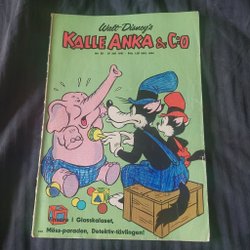 Walt Disney's
KALLE ANKA & C:O
I Glasskalaset,
Möss-paraden, Detektiv-tävlingen!